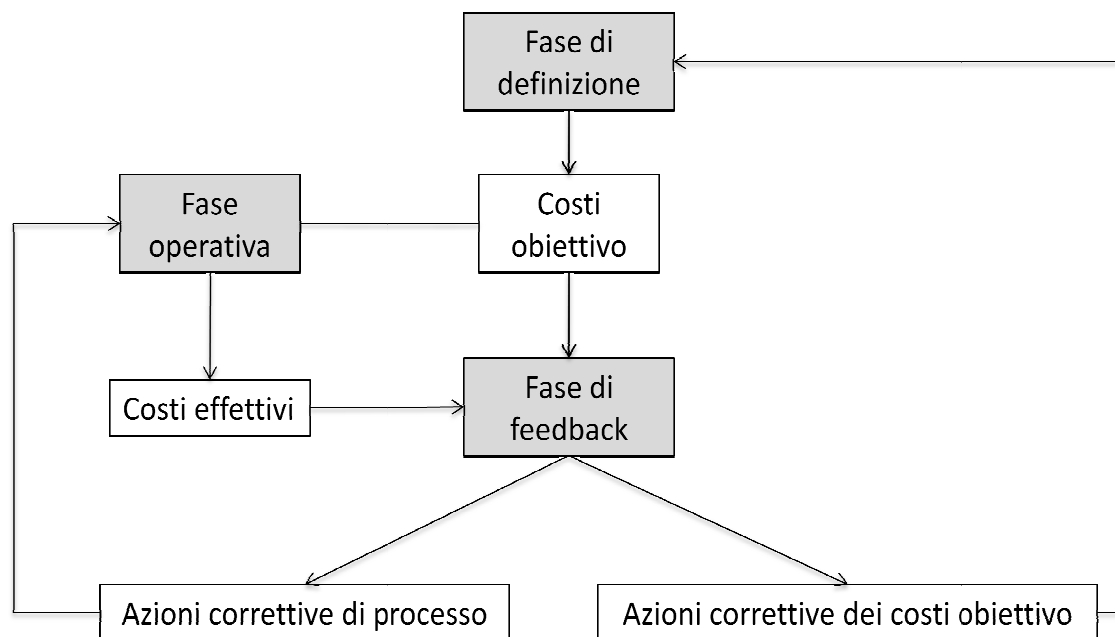 Fase di
definizione
Fase
operativa
Costi
obiettivo
Costi effettivi
Fase di
feedback
Azioni correttive di processo
Azioni correttive dei costi obiettivo